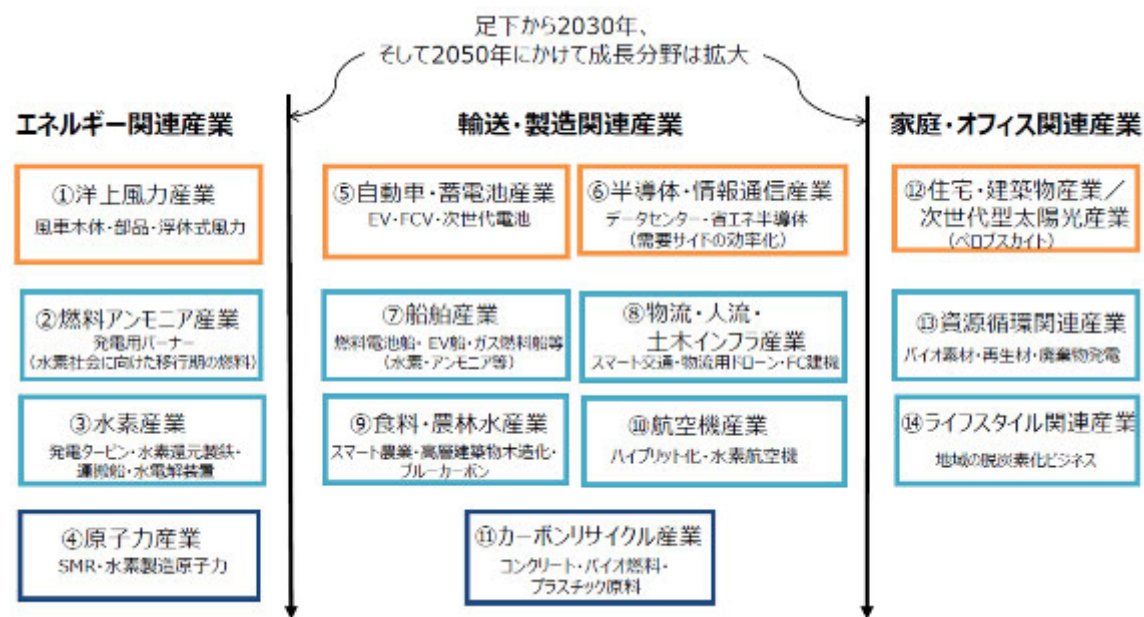 足下から2030年、
そして2050年にかけて成長分野は拡大
エネルギー関連産業
①洋上風力産業
風車本体・部品・浮体式風力
②燃料アンモニア産業
発電用バーナー
(水素社会に向けた移行期の燃料)
③水素産業
発電タービン・水素還元製鉄・
運搬船・水電解装置
④原子力産業
SMR・水素製造原子力
輸送・製造関連産業
⑤自動車・蓄電池産業
EV・FCV・次世代電池
⑥半導体・情報通信産業
データセンター・省エネ半導体
(需要サイドの効率化)
⑦船舶産業
燃料電池船・EV船・ガス燃料船等
(水素・アンモニア等)
⑧物流・人流・
土木インフラ産業
スマート交通・物流用ドローン・FC建機
⑨食料・農林水産業
スマート農業・高層建築物木造化・
ブルーカーボン
⑩航空機産業
ハイブリット化・水素航空機
⑪カーボンリサイクル産業
コンクリート・バイオ燃料・
プラスチック原料
家庭・オフィス関連産業
⑫住宅・建築物産業／
次世代型太陽光産業
(ペロブスカイト)
⑬資源循環関連産業
バイオ素材・再生材・廃棄物発電
⑭ライフスタイル関連産業
地域の脱炭素化ビジネス